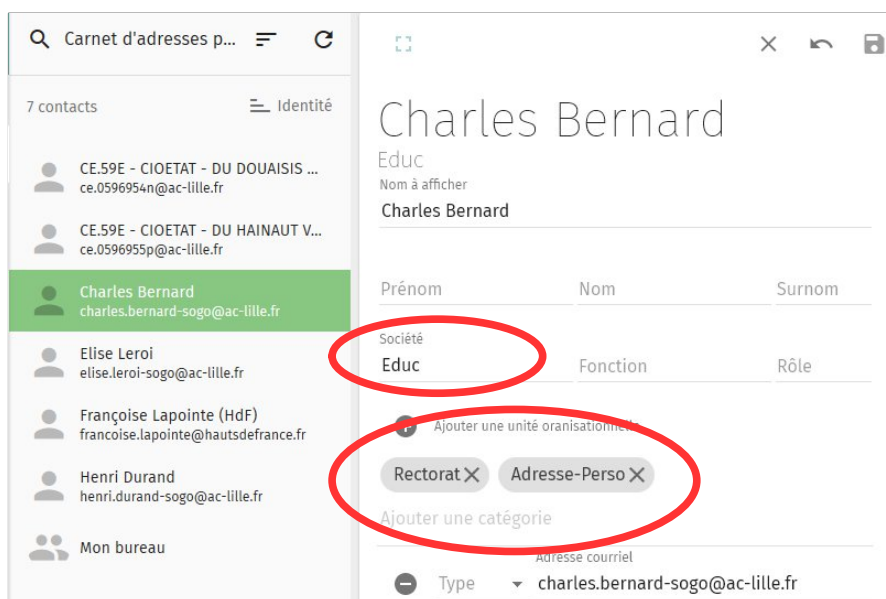 Carnet d'adresses p...
7 contacts
Identité
CE.59E - CIOETAT - DU DOUAISIS ...
ce.0596954n@ac-lille.fr
CE.59E - CIOETAT - DU HAINAUT V...
ce.0596955p@ac-lille.fr
Charles Bernard
charles.bernard-sogo@ac-lille.fr
Elise Leroi
elise.leroi-sogo@ac-lille.fr
Françoise Lapointe (HdF)
francoise.lapointe@hautsdefrance.fr
Henri Durand
henri.durand-sogo@ac-lille.fr
Mon bureau
Charles Bernard
Educ
Nom à afficher
Charles Bernard
Prénom Nom Surnom
Société
Educ Fonction Rôle
Ajouter une unité oranisationnelle
Rectorat Adresse-Perso
Ajouter une catégorie
Adresse courriel
Type charles.bernard-sogo@ac-lille.fr